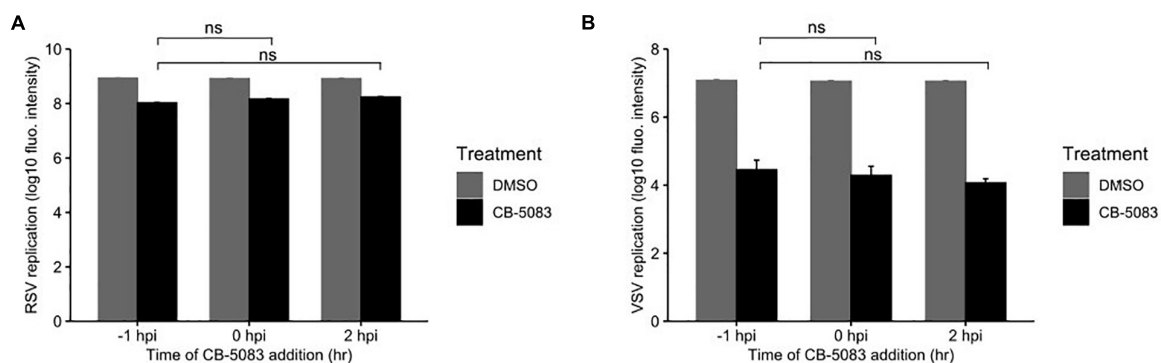 A
ns
ns
RSV replication (log10 fluo. intensity)
10
8
6
4
2
0
-1 hpi
0 hpi
2 hpi
Time of CB-5083 addition (hr)
Treatment
DMSO
CB-5083
B
ns
ns
VSV replication (log10 fluo. intensity)
8
6
4
2
0
-1 hpi
0 hpi
2 hpi
Time of CB-5083 addition (hr)
Treatment
DMSO
CB-5083